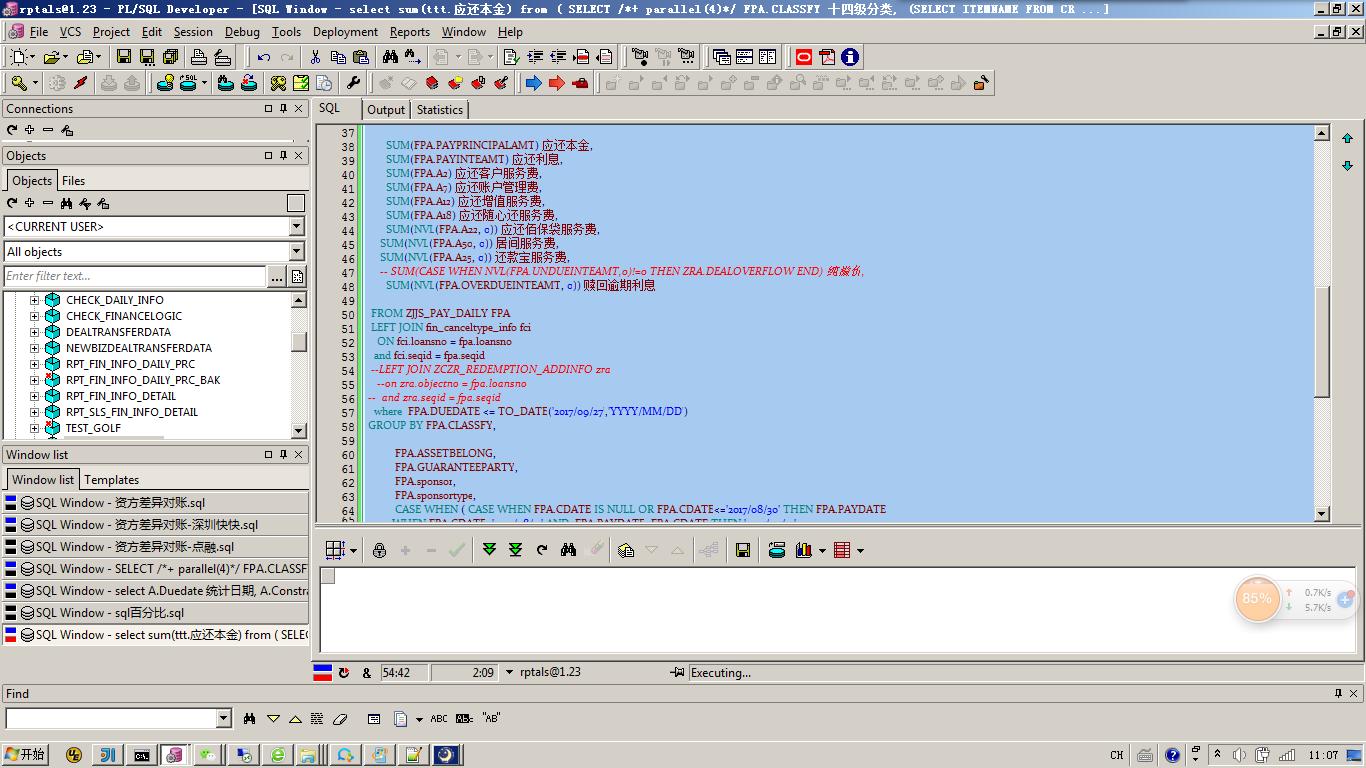 rptals@1.23 - PL/SQL Developer - [SQL Window - select sum(ttt.应还本金) from ( SELECT /*+ parallel(4)*/ FPA.CLASSFY 十四级分类, (SELECT ITEMNAME FROM CR ...]
File VCS Project Edit Session Debug Tools Deployment Reports Window Help
Connections
Objects
Objects Files
<CURRENT USER>
All objects
Enter filter text...
CHECK_DAILY_INFO
CHECK_FINANCELOGIC
DEALTRANSFERDATA
NEWBIZDEALTRANSFERDATA
RPT_FIN_INFO_DAILY_PRC
RPT_FIN_INFO_DAILY_PRC_BAK
RPT_FIN_INFO_DETAIL
RPT_SLS_FIN_INFO_DETAIL
TEST_GOLF
Window list
Window list Templates
SQL Window - 资方差异对账.sql
SQL Window - 资方差异对账-深圳快快.sql
SQL Window - 资方差异对账-点融.sql
SQL Window - SELECT /*+ parallel(4)*/ FPA.CLASSF
SQL Window - select A.Duedate 统计日期, A.Constra
SQL Window - sql百分比.sql
SQL Window - select sum(ttt.应还本金) from ( SELEC
SQL Output Statistics
37
38 SUM(FPA.PAYPRINCIPALAMT) 应还本金,
39 SUM(FPA.PAYINTEAMT) 应还利息,
40 SUM(FPA.A2) 应还客户服务费,
41 SUM(FPA.A7) 应还账户管理费,
42 SUM(FPA.A12) 应还增值服务费,
43 SUM(FPA.A18) 应还随心还服务费,
44 SUM(NVL(FPA.A22, 0)) 应还佰保袋服务费,
45 SUM(NVL(FPA.A50, 0)) 居间服务费,
46 SUM(NVL(FPA.A25, 0)) 还款宝服务费,
47 -- SUM(CASE WHEN NVL(FPA.UNDUEINTEAMT,0)!=0 THEN ZRA.DEALOVERFLOW END) 纯溢价,
48 SUM(NVL(FPA.OVERDUEINTEAMT, 0)) 赎回逾期利息
49
50 FROM ZJJS_PAY_DAILY FPA
51 LEFT JOIN fin_canceltype_info fci
52 ON fci.loansno = fpa.loansno
53 and fci.seqid = fpa.seqid
54 --LEFT JOIN ZCZR_REDEMPTION_ADDINFO zra
55 --on zra.objectno = fpa.loansno
56 -- and zra.seqid = fpa.seqid
57 where FPA.DUEDATE <= TO_DATE('2017/09/27','YYYY/MM/DD')
58 GROUP BY FPA.CLASSFY,
59
60 FPA.ASSETBELONG,
61 FPA.GUARANTEEPARTY,
62 FPA.sponsor,
63 FPA.sponsortype,
64 CASE WHEN ( CASE WHEN FPA.CDATE IS NULL OR FPA.CDATE<='2017/08/30' THEN FPA.PAYDATE
85%
0.7K/s
5.7K/s
& 54:42 2:09 rptals@1.23 Executing...
Find
ABC "AB"
开始 CH 11:07